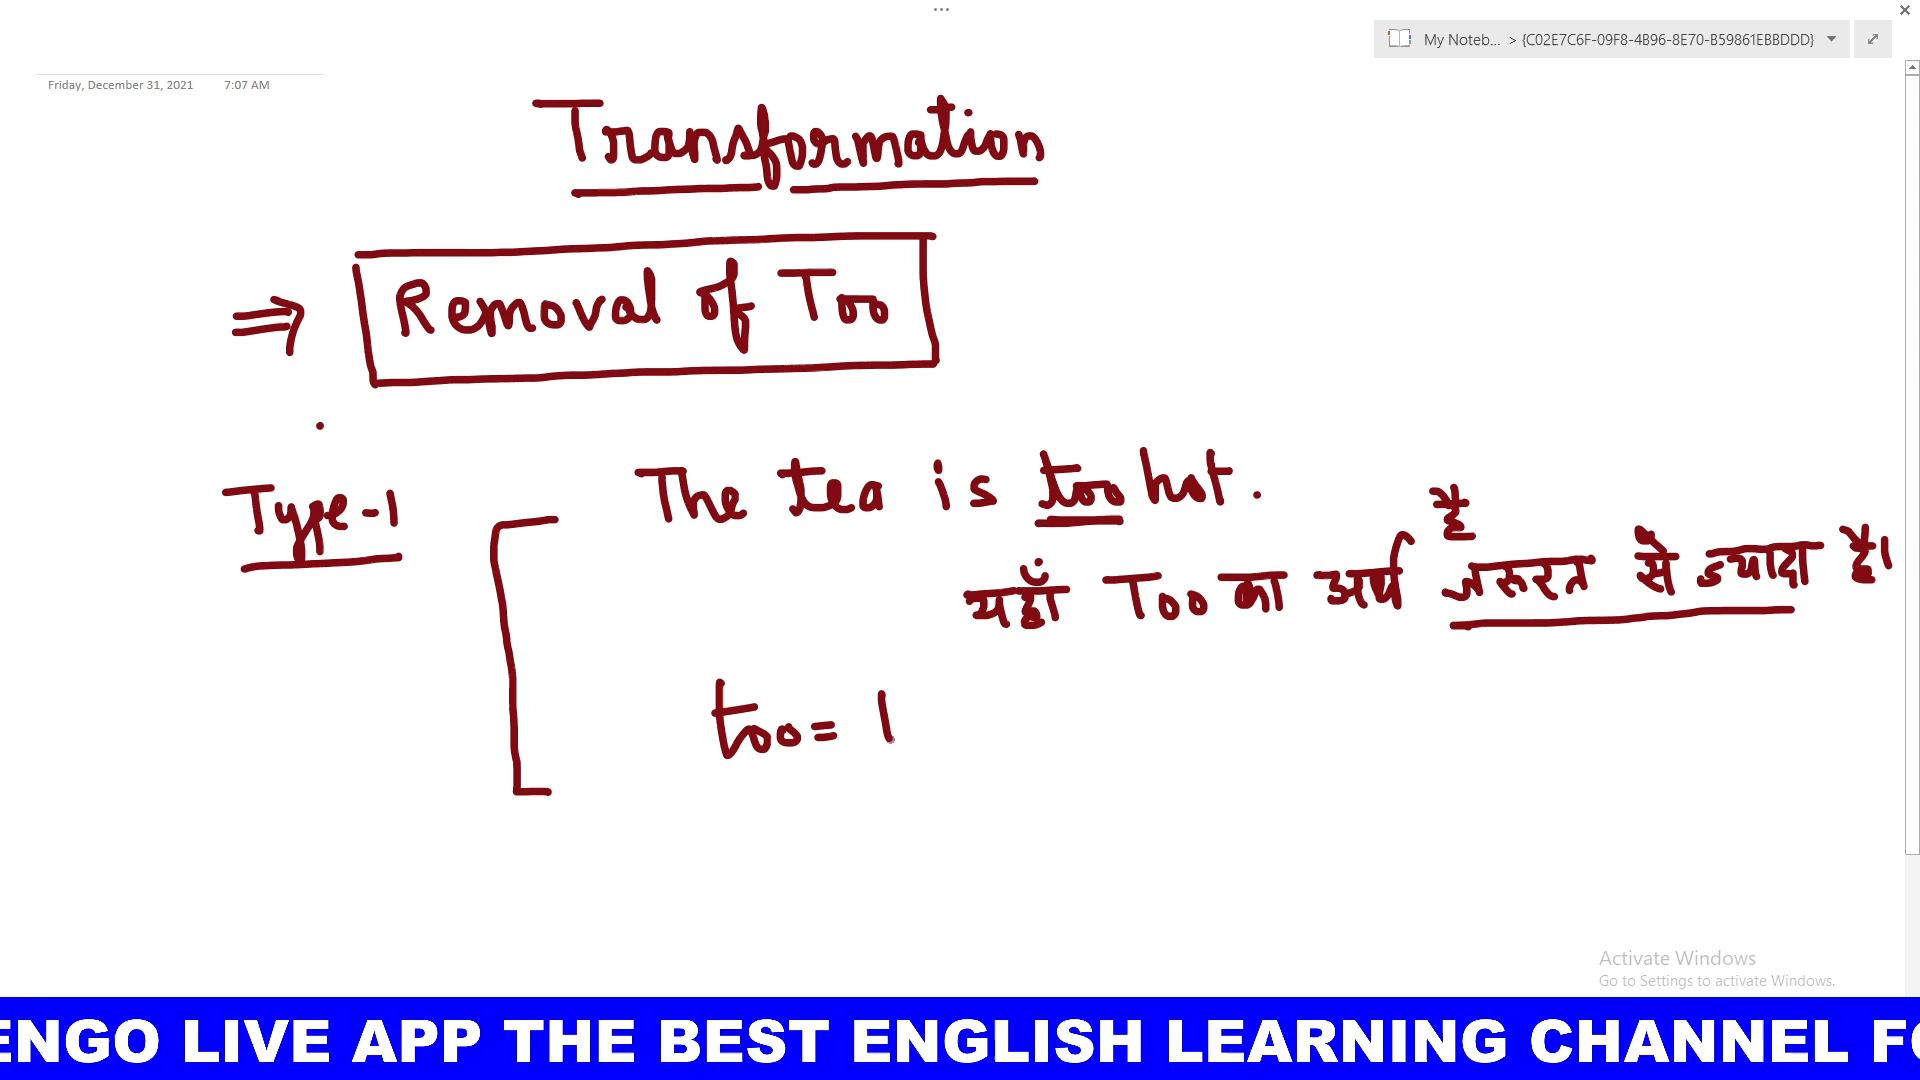 My Noteb... > {C02E7C6F-09F8-4B96-8E70-B59861EBBDDD}
Friday, December 31, 2021 7:07 AM
Transformation
⇒ Removal of Too
Type-1
The tea is too hot.
है
यहाँ Too का अर्थ जरूरत से ज्यादा है।
too = 1
Activate Windows
Go to Settings to activate Windows.
ENGO LIVE APP THE BEST ENGLISH LEARNING CHANNEL FO